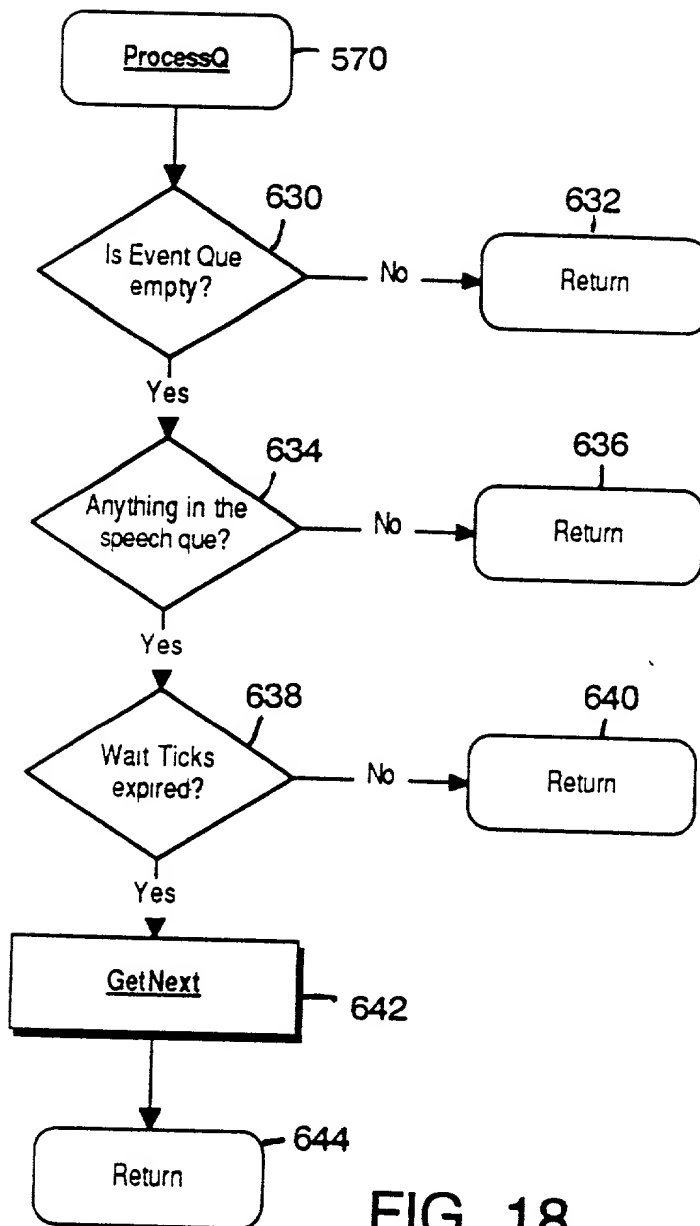 ProcessQ
570
630
Is Event Que
empty?
No
632
Return
Yes
634
Anything in the
speech que?
No
636
Return
Yes
638
Wait Ticks
expired?
No
640
Return
Yes
GetNext
642
644
Return
FIG. 18